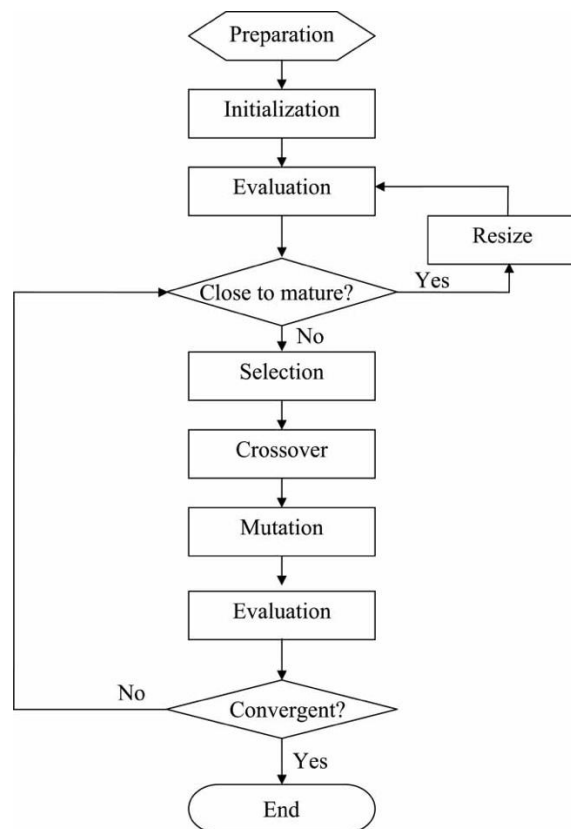 Preparation
Initialization
Evaluation
Resize
Close to mature?
Yes
No
Selection
Crossover
Mutation
Evaluation
No
Convergent?
Yes
End